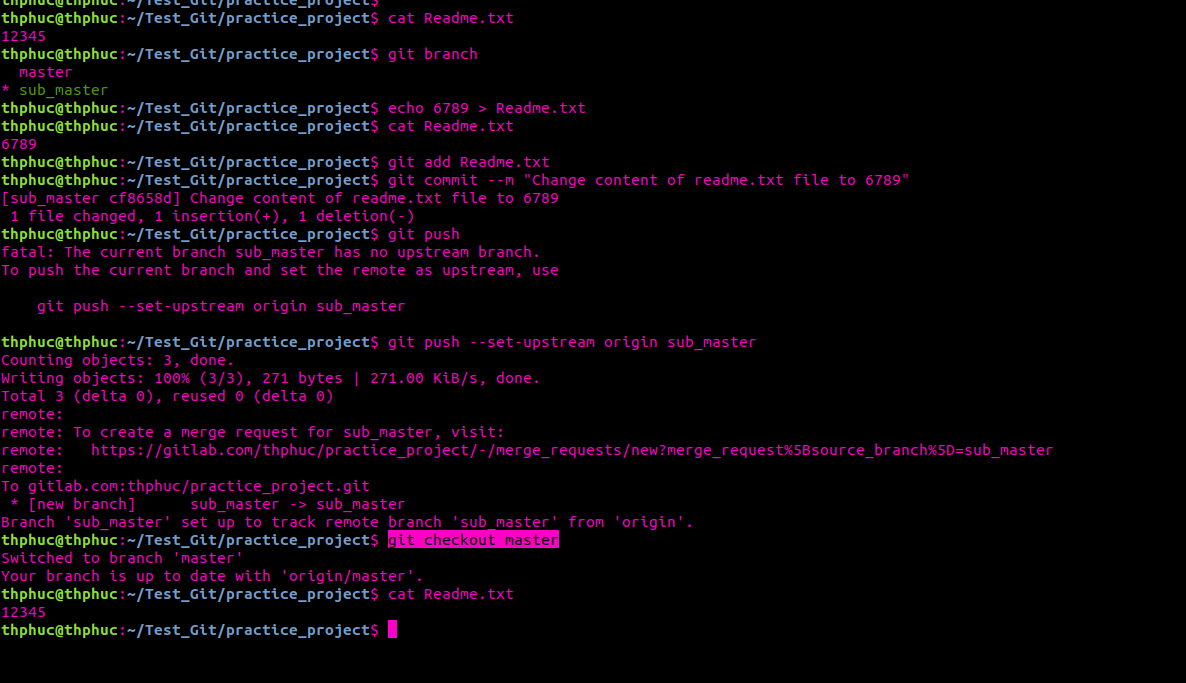 thphuc@thphuc:~/Test_Git/practice_project$
thphuc@thphuc:~/Test_Git/practice_project$ cat Readme.txt
12345
thphuc@thphuc:~/Test_Git/practice_project$ git branch
  master
* sub_master
thphuc@thphuc:~/Test_Git/practice_project$ echo 6789 > Readme.txt
thphuc@thphuc:~/Test_Git/practice_project$ cat Readme.txt
6789
thphuc@thphuc:~/Test_Git/practice_project$ git add Readme.txt
thphuc@thphuc:~/Test_Git/practice_project$ git commit --m "Change content of readme.txt file to 6789"
[sub_master cf8658d] Change content of readme.txt file to 6789
 1 file changed, 1 insertion(+), 1 deletion(-)
thphuc@thphuc:~/Test_Git/practice_project$ git push
fatal: The current branch sub_master has no upstream branch.
To push the current branch and set the remote as upstream, use
    git push --set-upstream origin sub_master
thphuc@thphuc:~/Test_Git/practice_project$ git push --set-upstream origin sub_master
Counting objects: 3, done.
Writing objects: 100% (3/3), 271 bytes | 271.00 KiB/s, done.
Total 3 (delta 0), reused 0 (delta 0)
remote:
remote: To create a merge request for sub_master, visit:
remote:   https://gitlab.com/thphuc/practice_project/-/merge_requests/new?merge_request%5Bsource_branch%5D=sub_master
remote:
To gitlab.com:thphuc/practice_project.git
 * [new branch]      sub_master -> sub_master
Branch 'sub_master' set up to track remote branch 'sub_master' from 'origin'.
thphuc@thphuc:~/Test_Git/practice_project$ git checkout master
Switched to branch 'master'
Your branch is up to date with 'origin/master'.
thphuc@thphuc:~/Test_Git/practice_project$ cat Readme.txt
12345
thphuc@thphuc:~/Test_Git/practice_project$